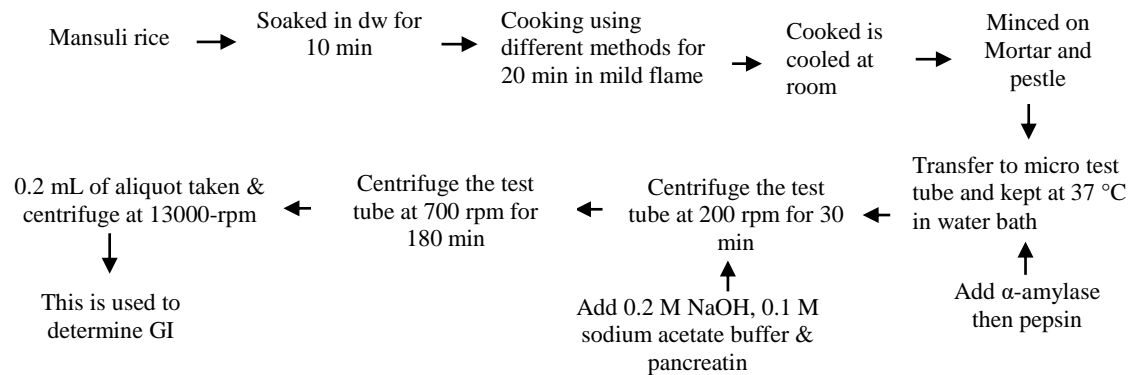 Mansuli rice
Soaked in dw for
10 min
Cooking using
different methods for
20 min in mild flame
Cooked is
cooled at
room
Minced on
Mortar and
pestle
Transfer to micro test
tube and kept at 37 °C
in water bath
Add α-amylase
then pepsin
Centrifuge the test
tube at 200 rpm for 30
min
Add 0.2 M NaOH, 0.1 M
sodium acetate buffer &
pancreatin
Centrifuge the test
tube at 700 rpm for
180 min
0.2 mL of aliquot taken &
centrifuge at 13000-rpm
This is used to
determine GI